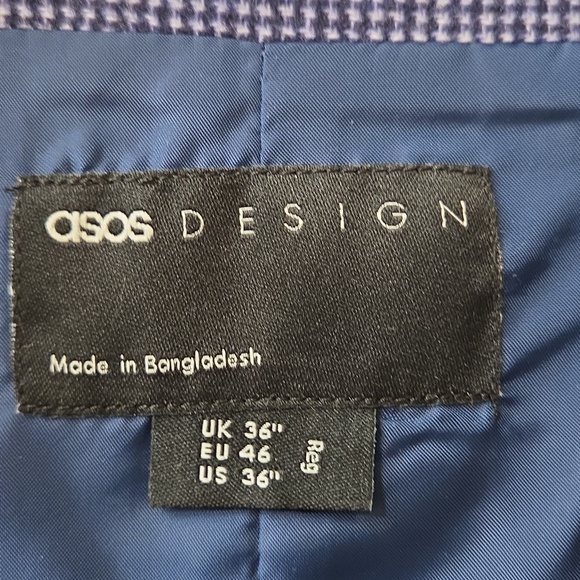 asos DESIGN
Made in Bangladesh
UK 36"
EU 46
US 36"
Reg